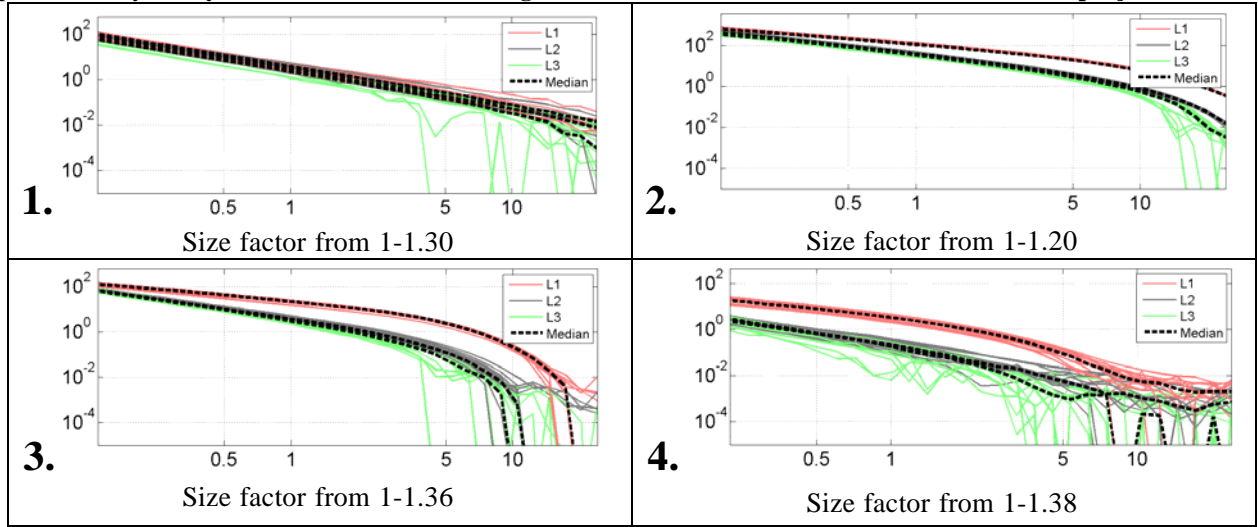 10^2
10^0
10^-2
10^-4
L1
L2
L3
Median
0.5 1 5 10
1.
Size factor from 1-1.30
10^2
10^0
10^-2
10^-4
L1
L2
L3
Median
0.5 1 5 10
2.
Size factor from 1-1.20
10^2
10^0
10^-2
10^-4
L1
L2
L3
Median
0.5 1 5 10
3.
Size factor from 1-1.36
10^2
10^0
10^-2
10^-4
L1
L2
L3
Median
0.5 1 5 10
4.
Size factor from 1-1.38